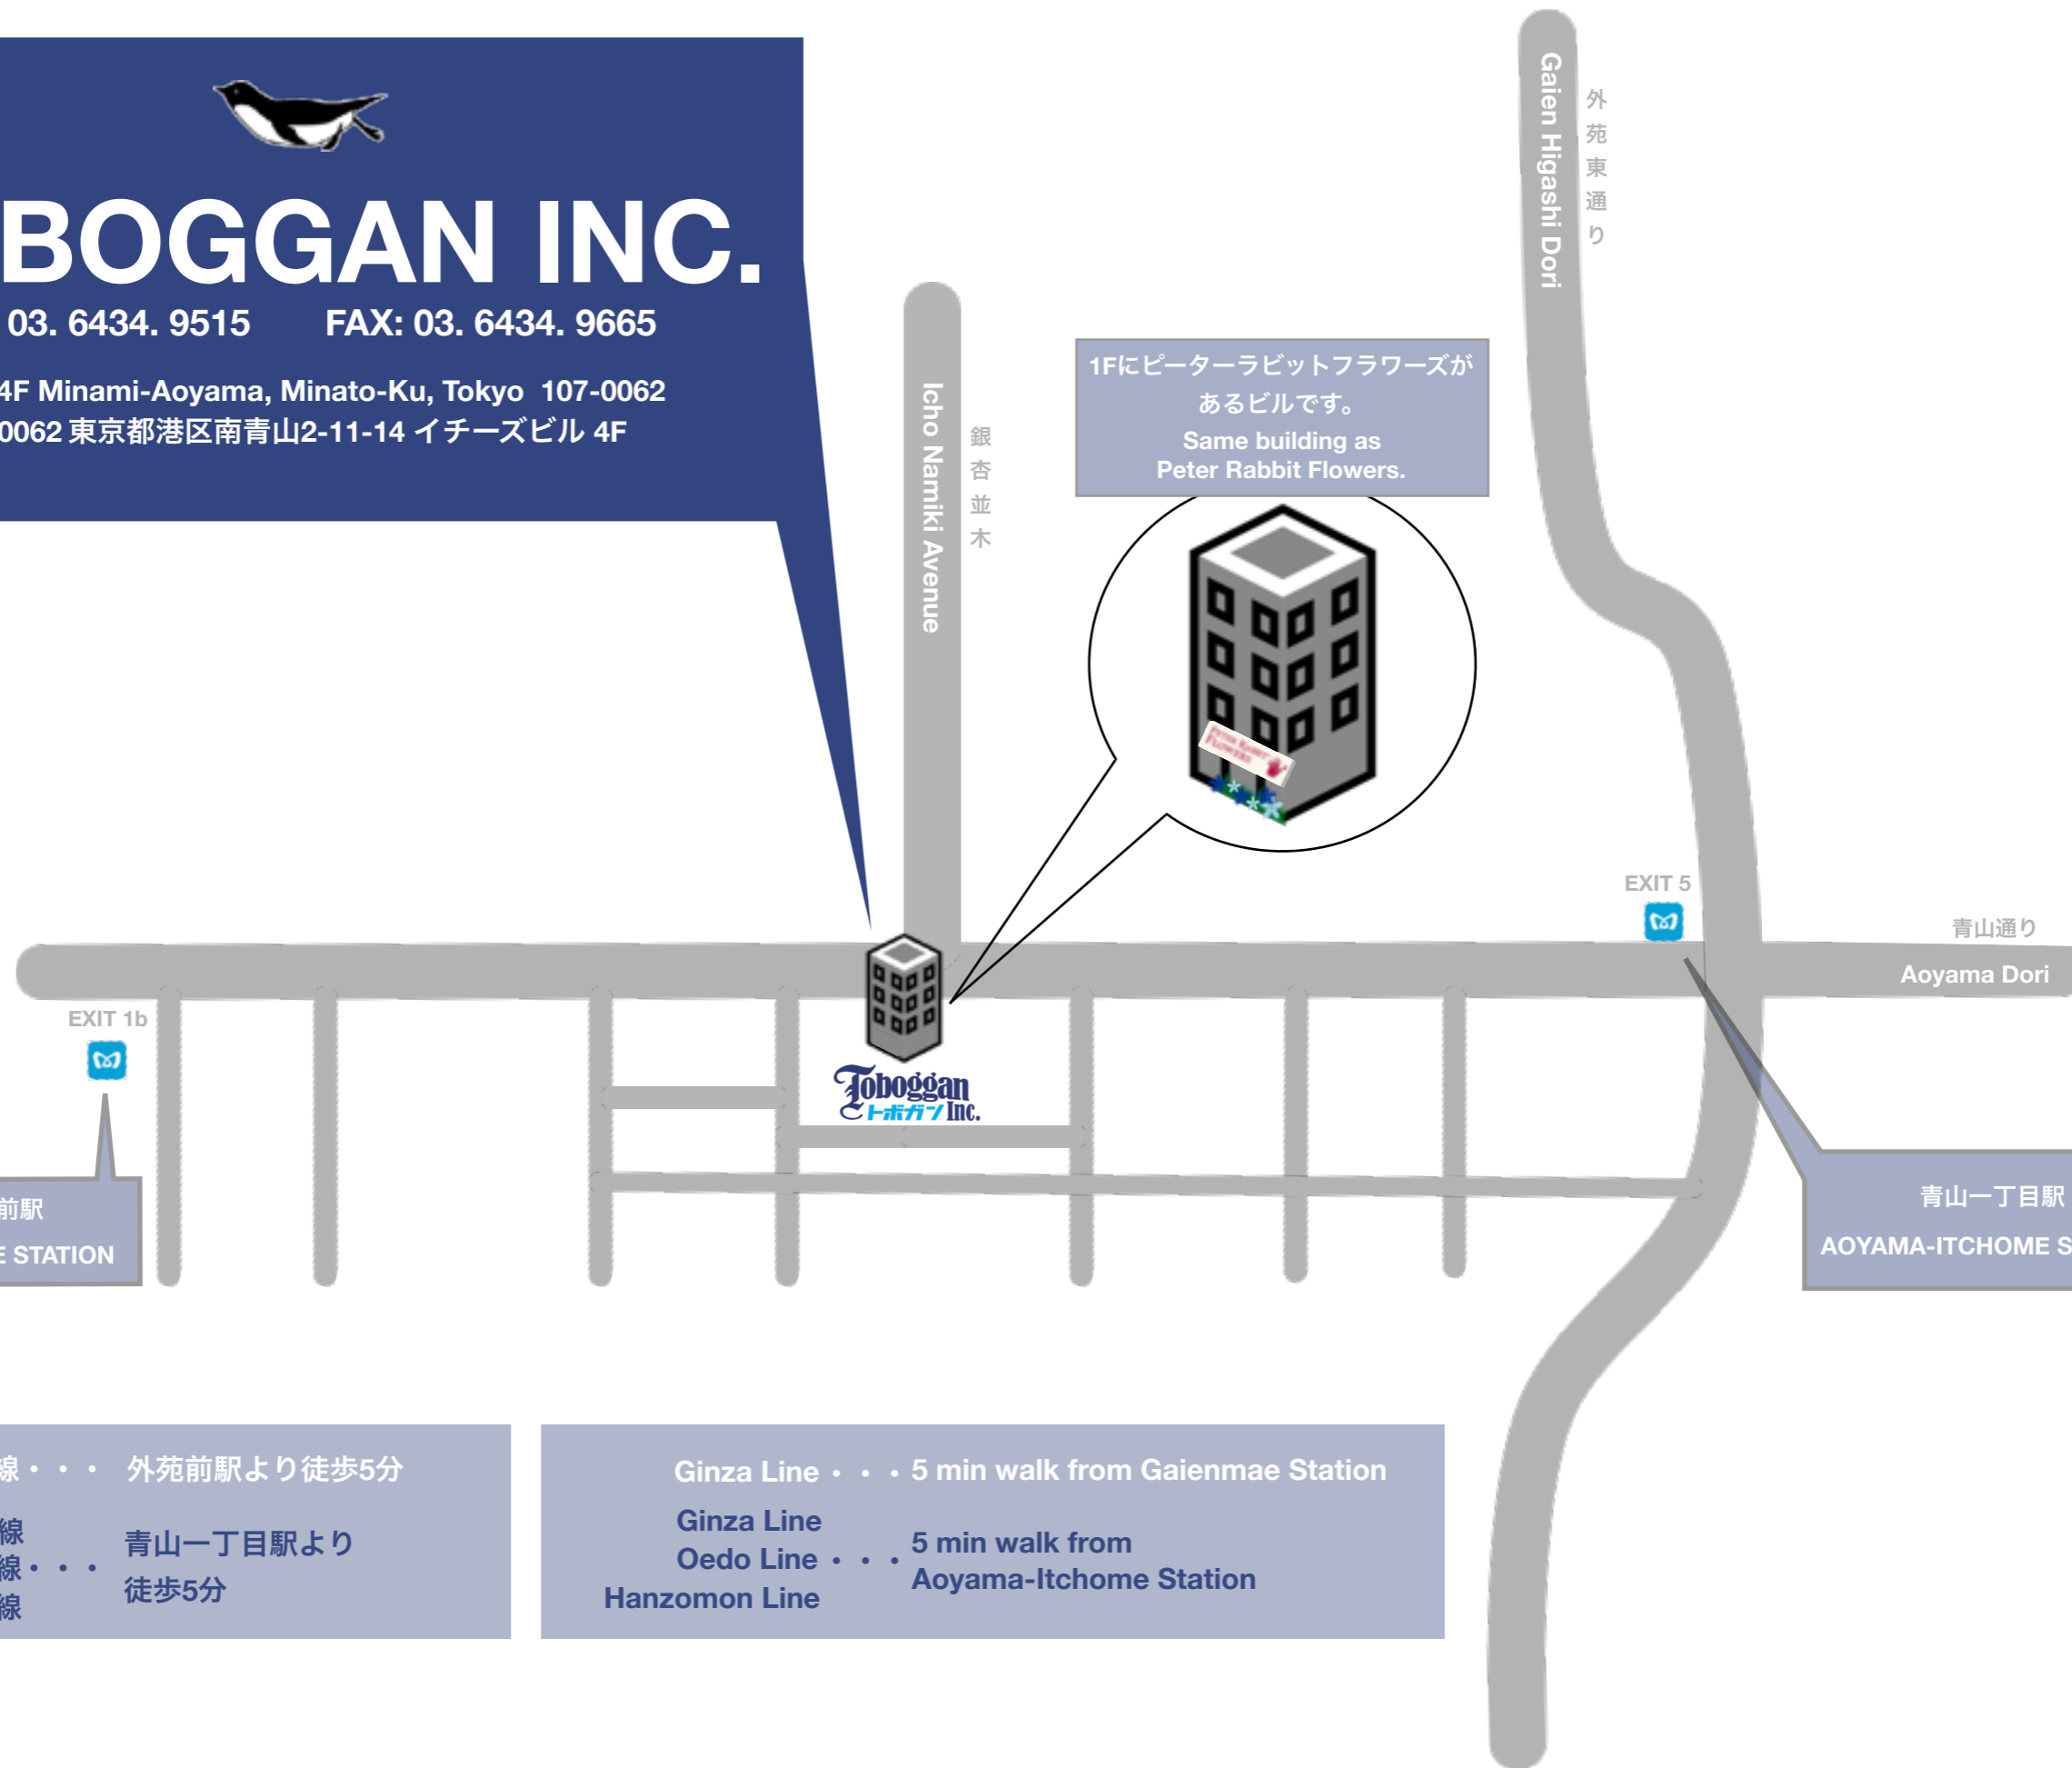 BOGGAN INC.
03. 6434. 9515 FAX: 03. 6434. 9665
4F Minami-Aoyama, Minato-Ku, Tokyo 107-0062
0062 東京都港区南青山2-11-14 イチーズビル 4F
Gaien Higashi Dori
外苑東通り
Icho Namiki Avenue
銀杏並木
1Fにピーターラビットフラワーズが
あるビルです。
Same building as
Peter Rabbit Flowers.
PETER RABBIT
FLOWERS
EXIT 5
青山通り
Aoyama Dori
EXIT 1b
Toboggan
トボガン Inc.
前駅
E STATION
青山一丁目駅
AOYAMA-ITCHOME S
線・・・ 外苑前駅より徒歩5分
線
線・・・
線
青山一丁目駅より
徒歩5分
Ginza Line・・・5 min walk from Gaienmae Station
Ginza Line
Oedo Line・・・
Hanzomon Line
5 min walk from
Aoyama-Itchome Station